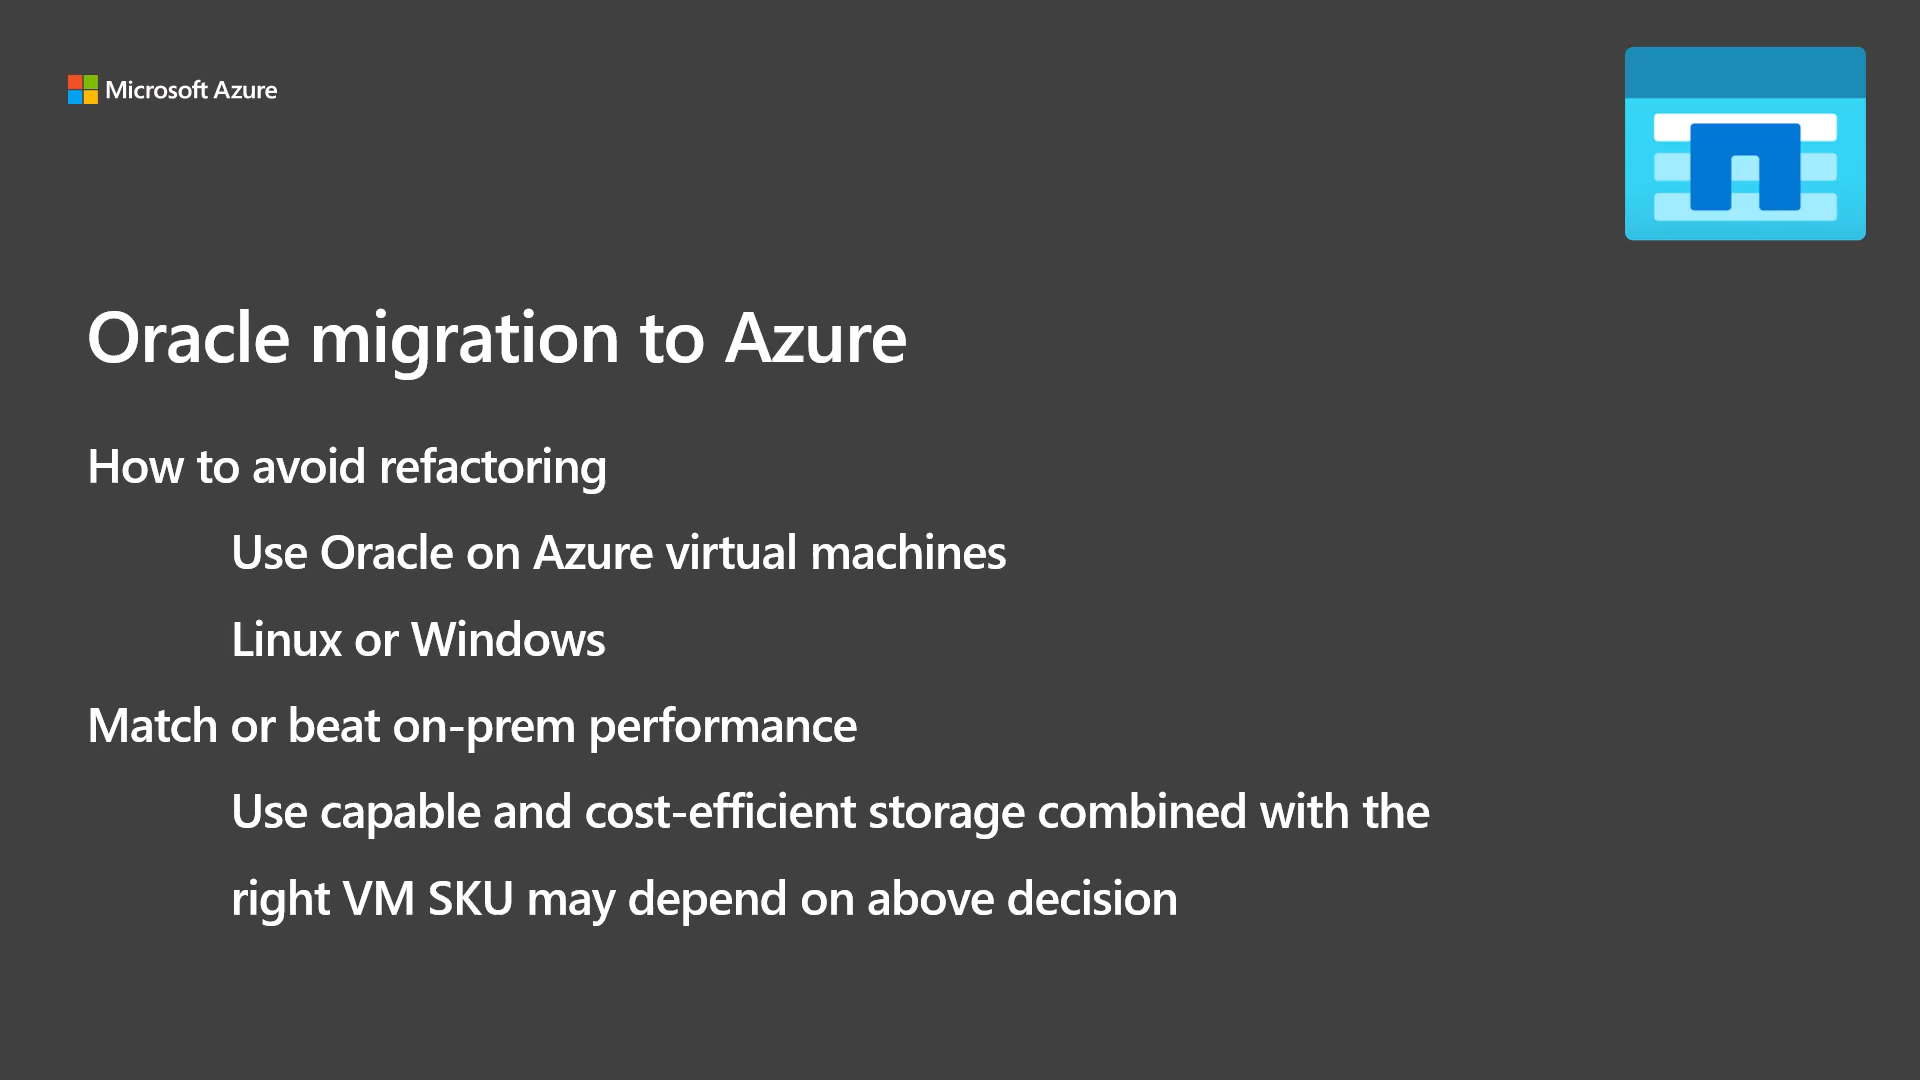 Microsoft Azure
Oracle migration to Azure
How to avoid refactoring
Use Oracle on Azure virtual machines
Linux or Windows
Match or beat on-prem performance
Use capable and cost-efficient storage combined with the
right VM SKU may depend on above decision